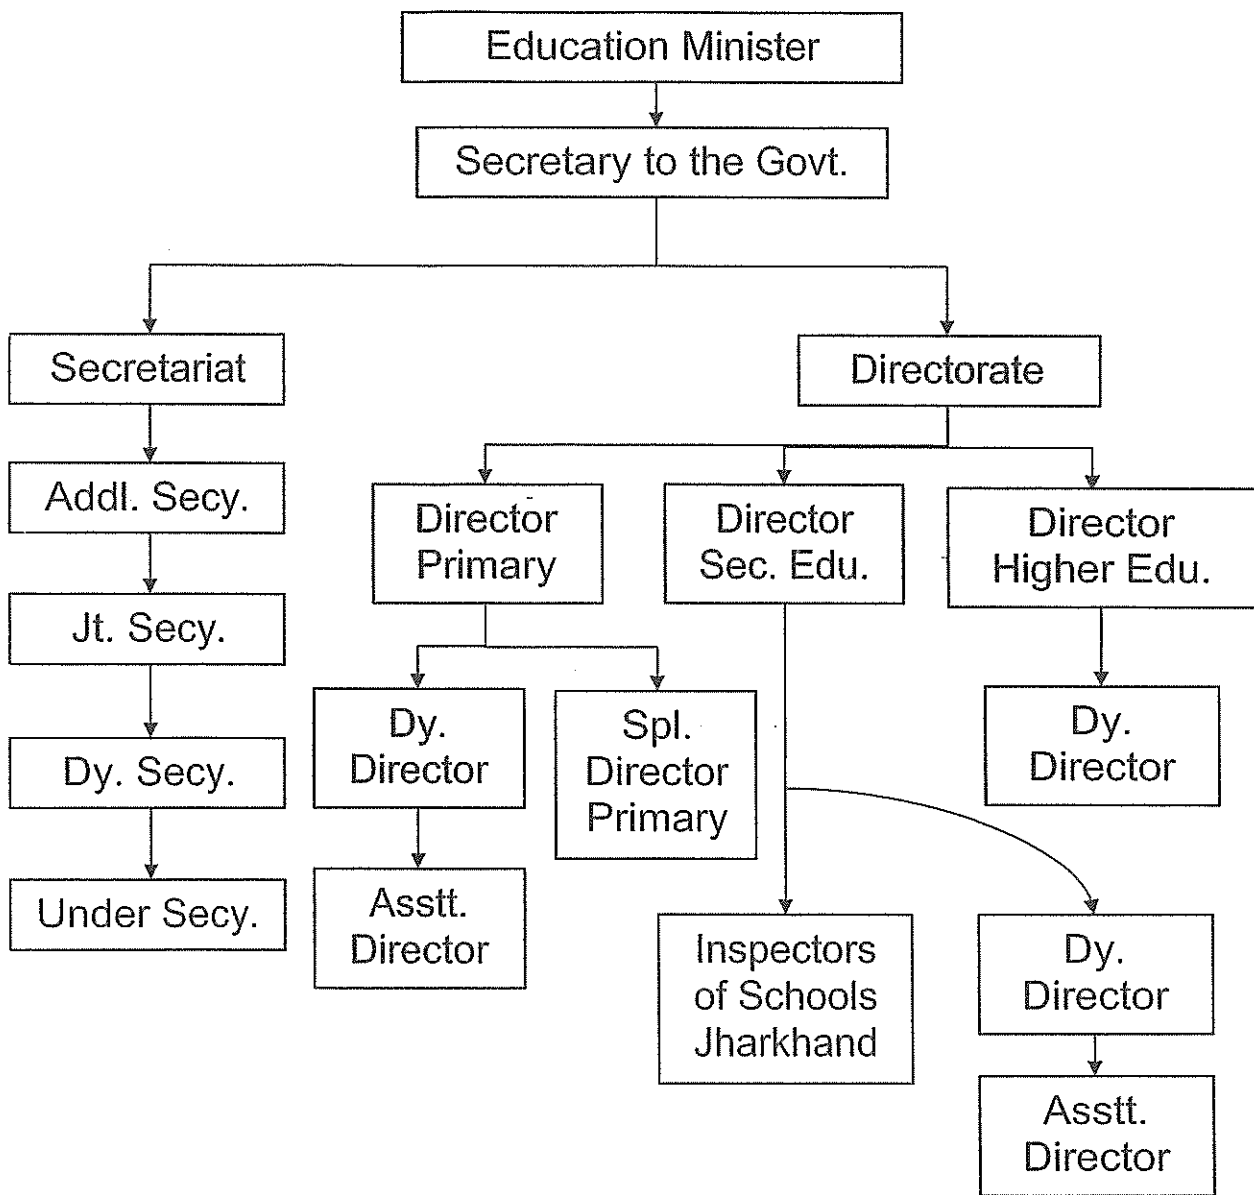 Education Minister
Secretary to the Govt.
Secretariat
Directorate
Addl. Secy.
Jt. Secy.
Dy. Secy.
Under Secy.
Director
Primary
Director
Sec. Edu.
Director
Higher Edu.
Dy.
Director
Spl.
Director
Primary
Dy.
Director
Asstt.
Director
Inspectors
of Schools
Jharkhand
Dy.
Director
Asstt.
Director